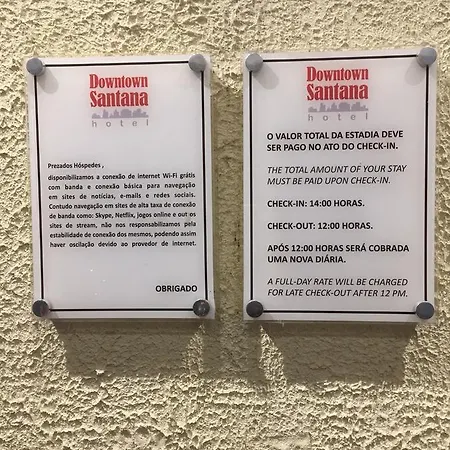 Downtown
Santana
hotel
Prezados Hóspedes ,
disponibilizamos a conexão de internet Wi-Fi grátis
com banda e conexão básica para navegação
em sites de notícias, e-mails e redes sociais.
Contudo navegação em sites de alta taxa de conexão
de banda como: Skype, Netflix, jogos online e out os
sites de stream, não nos responsabilizamos pela
estabilidade de conexão dos mesmos, podendo assim
haver oscilação devido ao provedor de internet.
OBRIGADO
Downtown
Santana
hotel
O VALOR TOTAL DA ESTADIA DEVE
SER PAGO NO ATO DO CHECK-IN.
THE TOTAL AMOUNT OF YOUR STAY
MUST BE PAID UPON CHECK-IN.
CHECK-IN: 14:00 HORAS.
CHECK-OUT: 12:00 HORAS.
APÓS 12:00 HORAS SERÁ COBRADA
UMA NOVA DIÁRIA.
A FULL-DAY RATE WILL BE CHARGED
FOR LATE CHECK-OUT AFTER 12 PM.